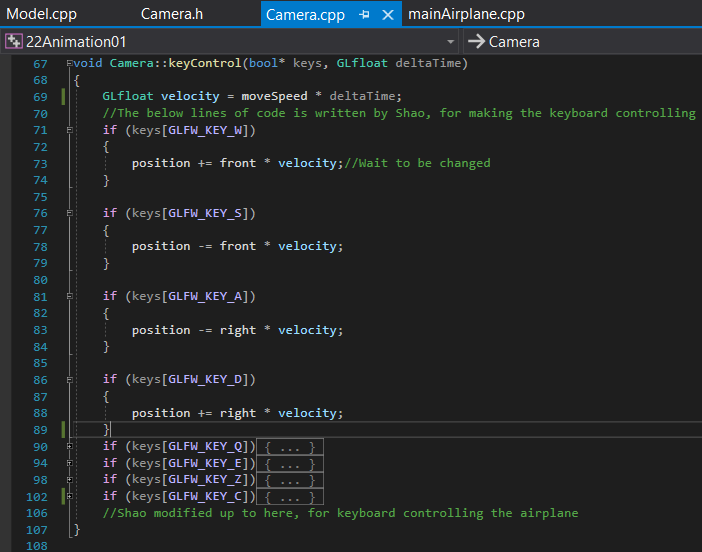 Model.cpp Camera.h Camera.cpp mainAirplane.cpp
22Animation01 Camera
67 void Camera::keyControl(bool* keys, GLfloat deltaTime)
68 {
69 GLfloat velocity = moveSpeed * deltaTime;
70 //The below lines of code is written by Shao, for making the keyboard controlling
71 if (keys[GLFW_KEY_W])
72 {
73 position += front * velocity;//Wait to be changed
74 }
75
76 if (keys[GLFW_KEY_S])
77 {
78 position -= front * velocity;
79 }
80
81 if (keys[GLFW_KEY_A])
82 {
83 position -= right * velocity;
84 }
85
86 if (keys[GLFW_KEY_D])
87 {
88 position += right * velocity;
89 }
90 if (keys[GLFW_KEY_Q]) { ... }
94 if (keys[GLFW_KEY_E]) { ... }
98 if (keys[GLFW_KEY_Z]) { ... }
102 if (keys[GLFW_KEY_C]) { ... }
106 //Shao modified up to here, for keyboard controlling the airplane
107 }
108